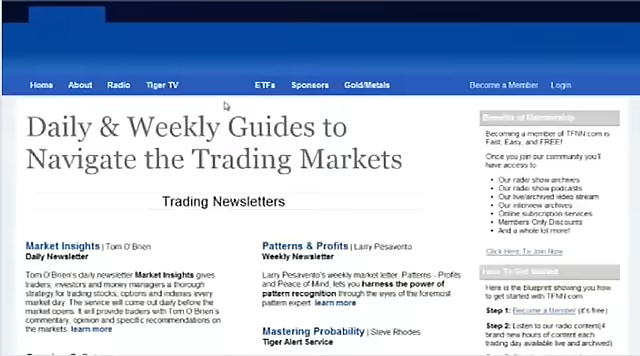 Home About Radio Tiger TV ETFs Sponsors Gold/Metals Become a Member Login
Daily & Weekly Guides to
Navigate the Trading Markets
Trading Newsletters
Market Insights | Tom O'Brien
Daily Newsletter
Tom O'Brien's daily newsletter Market Insights gives
traders, investors and money managers a thorough
strategy for trading stocks, options and indexes every
market day. The service will come out daily before the
market opens. It will provide traders with Tom O'Brien's
commentary, opinion and specific recommendations on
the markets. learn more
Patterns & Profits | Larry Pesavento
Weekly Newsletter
Larry Pesavento's weekly market letter, Patterns - Profits
and Peace of Mind, lets you harness the power of
pattern recognition through the eyes of the foremost
pattern expert. learn more
Mastering Probability | Steve Rhodes
Tiger Alert Service
Benefits of Membership
Becoming a member of TFNN.com is
Fast, Easy, and FREE!
Once you join our community you'll
have access to
• Our radio show archives
• Our radio show podcasts
• Our live/archived video stream
• Our interview archives
• Online subscription services
• Members Only Discounts
• And a whole lot more!
Click Here To Join Now
How To Get Started
Here is the blueprint showing you how
to get started with TFNN.com
Step 1: Become a Member (it's free)
Step 2: Listen to our radio content(4
brand new hours of content each
trading day available live and archived)